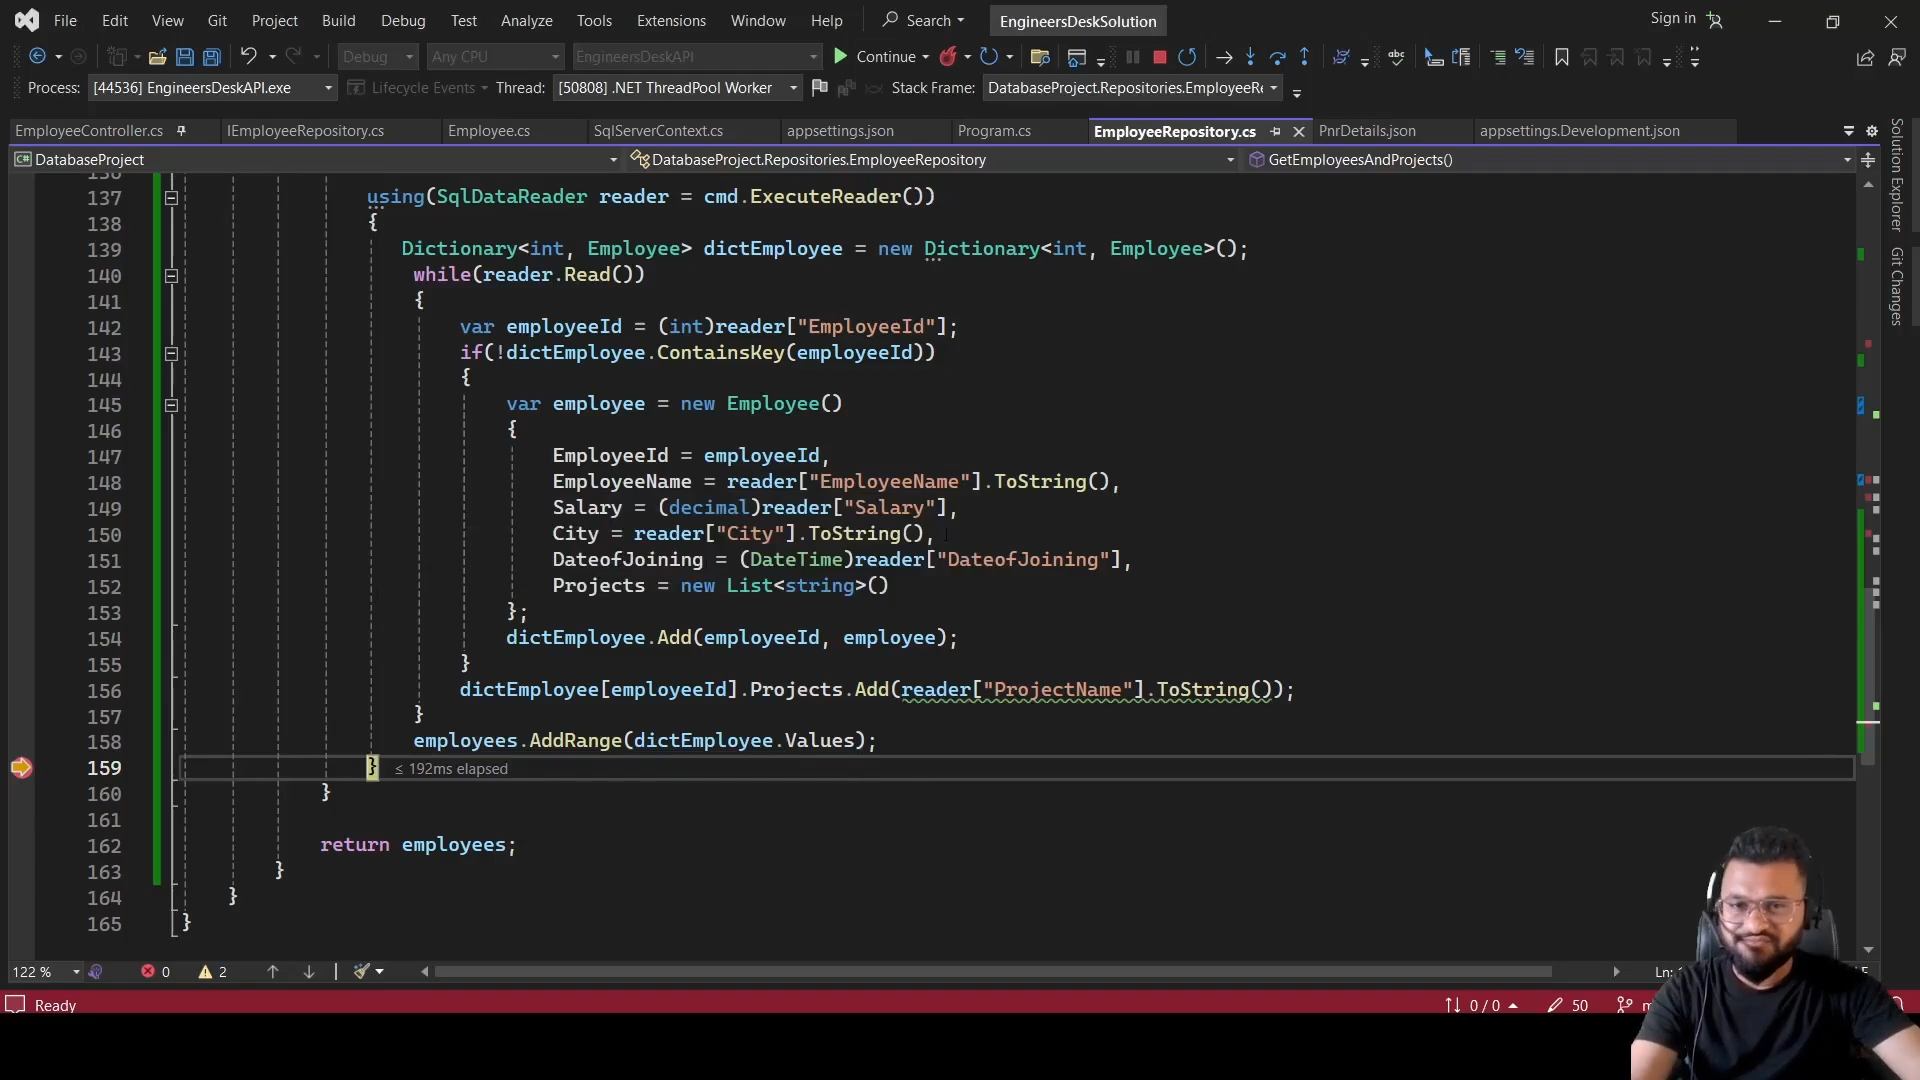 File Edit View Git Project Build Debug Test Analyze Tools Extensions Window Help Search EngineersDeskSolution Sign in
Debug Any CPU EngineersDeskAPI Continue
Process: [44536] EngineersDeskAPI.exe Lifecycle Events Thread: [50808] .NET ThreadPool Worker Stack Frame: DatabaseProject.Repositories.EmployeeRe
EmployeeController.cs IEmployeeRepository.cs Employee.cs SqlServerContext.cs appsettings.json Program.cs EmployeeRepository.cs PnrDetails.json appsettings.Development.json
DatabaseProject DatabaseProject.Repositories.EmployeeRepository GetEmployeesAndProjects()
Solution Explorer
Git Changes
136
137 using(SqlDataReader reader = cmd.ExecuteReader())
138 {
139 Dictionary<int, Employee> dictEmployee = new Dictionary<int, Employee>();
140 while(reader.Read())
141 {
142 var employeeId = (int)reader["EmployeeId"];
143 if(!dictEmployee.ContainsKey(employeeId))
144 {
145 var employee = new Employee()
146 {
147 EmployeeId = employeeId,
148 EmployeeName = reader["EmployeeName"].ToString(),
149 Salary = (decimal)reader["Salary"],
150 City = reader["City"].ToString(),
151 DateofJoining = (DateTime)reader["DateofJoining"],
152 Projects = new List<string>()
153 };
154 dictEmployee.Add(employeeId, employee);
155 }
156 dictEmployee[employeeId].Projects.Add(reader["ProjectName"].ToString());
157 }
158 employees.AddRange(dictEmployee.Values);
159 } ≤ 192ms elapsed
160 }
161
162 return employees;
163 }
164 }
165 }
122 % 0 2 Ln:
Ready 0 / 0 50